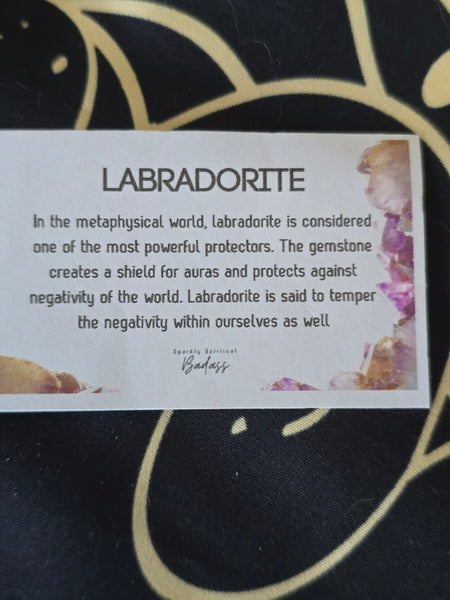 LABRADORITE
In the metaphysical world, labradorite is considered
one of the most powerful protectors. The gemstone
creates a shield for auras and protects against
negativity of the world. Labradorite is said to temper
the negativity within ourselves as well
Sparkly Spiritual
Badass